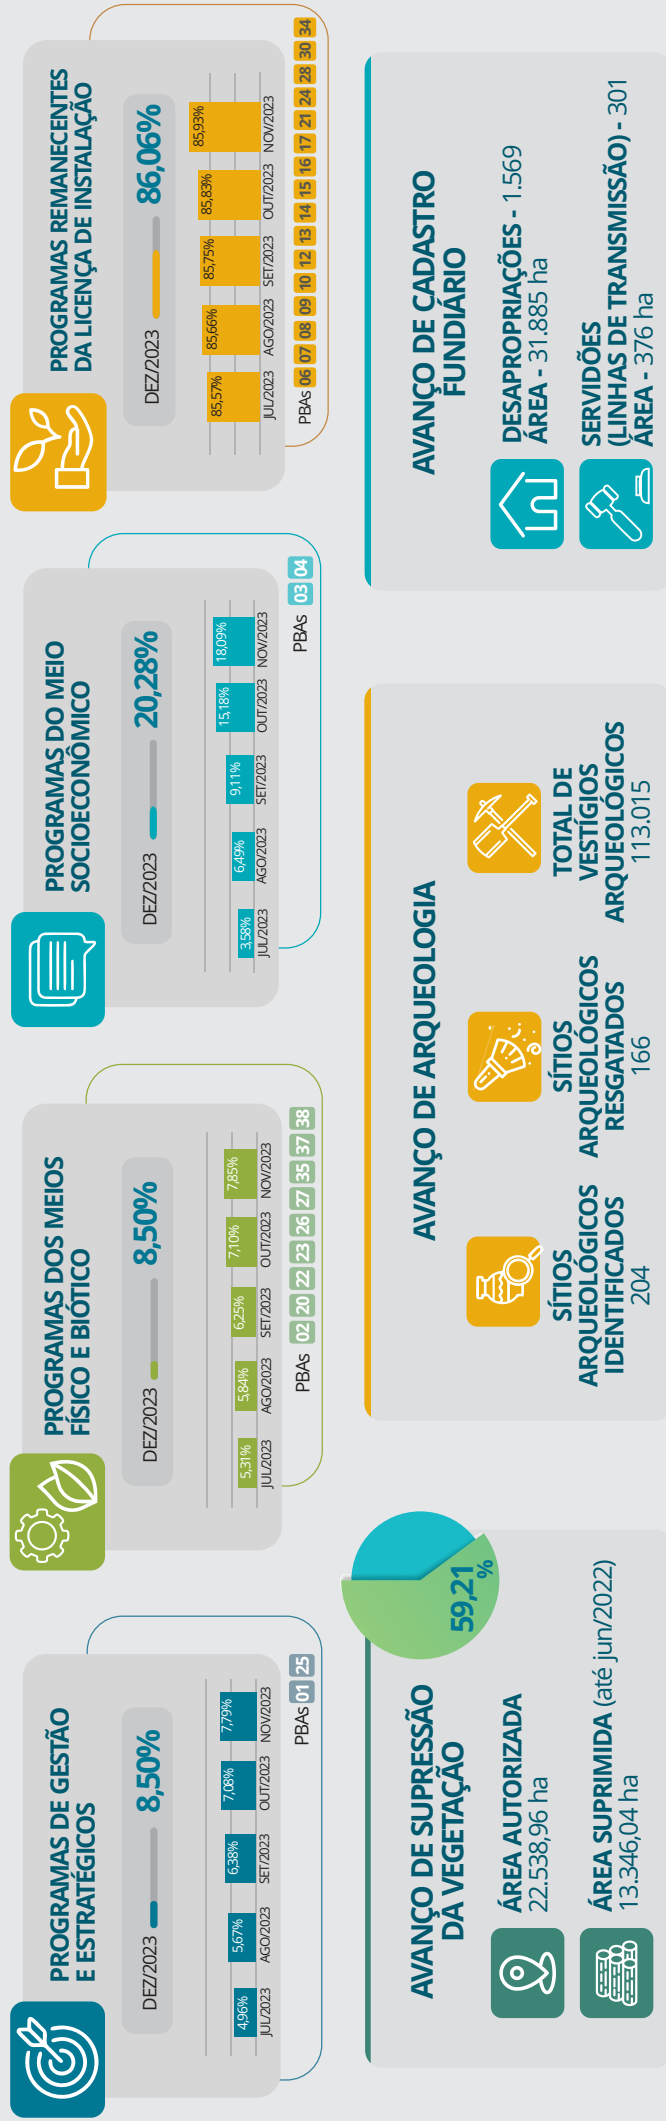 PROGRAMAS DE GESTÃO
E ESTRATÉGICOS
DEZ/2023
8,50%
4,96%
5,67%
6,38%
7,08%
7,79%
JUL/2023
AGO/2023
SET/2023
OUT/2023
NOV/2023
PBAs 01 25
PROGRAMAS DOS MEIOS
FÍSICO E BIÓTICO
DEZ/2023
8,50%
5,31%
5,84%
6,25%
7,10%
7,85%
JUL/2023
AGO/2023
SET/2023
OUT/2023
NOV/2023
PBAs 02 20 22 23 26 27 35 37 38
PROGRAMAS DO MEIO
SOCIOECONÔMICO
DEZ/2023
20,28%
3,58%
6,49%
9,11%
15,18%
18,09%
JUL/2023
AGO/2023
SET/2023
OUT/2023
NOV/2023
PBAs 03 04
PROGRAMAS REMANECENTES
DA LICENÇA DE INSTALAÇÃO
DEZ/2023
86,06%
85,57%
85,66%
85,75%
85,83%
85,93%
JUL/2023
AGO/2023
SET/2023
OUT/2023
NOV/2023
PBAs 06 07 08 09 10 12 13 14 15 16 17 21 24 28 30 34
AVANÇO DE SUPRESSÃO
DA VEGETAÇÃO
59,21
%
ÁREA AUTORIZADA
22.538,96 ha
ÁREA SUPRIMIDA (até jun/2022)
13.346,04 ha
AVANÇO DE ARQUEOLOGIA
SÍTIOS
ARQUEOLÓGICOS
IDENTIFICADOS
204
SÍTIOS
ARQUEOLÓGICOS
RESGATADOS
166
TOTAL DE
VESTÍGIOS
ARQUEOLÓGICOS
113.015
AVANÇO DE CADASTRO
FUNDIÁRIO
DESAPROPRIAÇÕES - 1.569
ÁREA - 31.885 ha
SERVIDÕES
(LINHAS DE TRANSMISSÃO) - 301
ÁREA - 376 ha